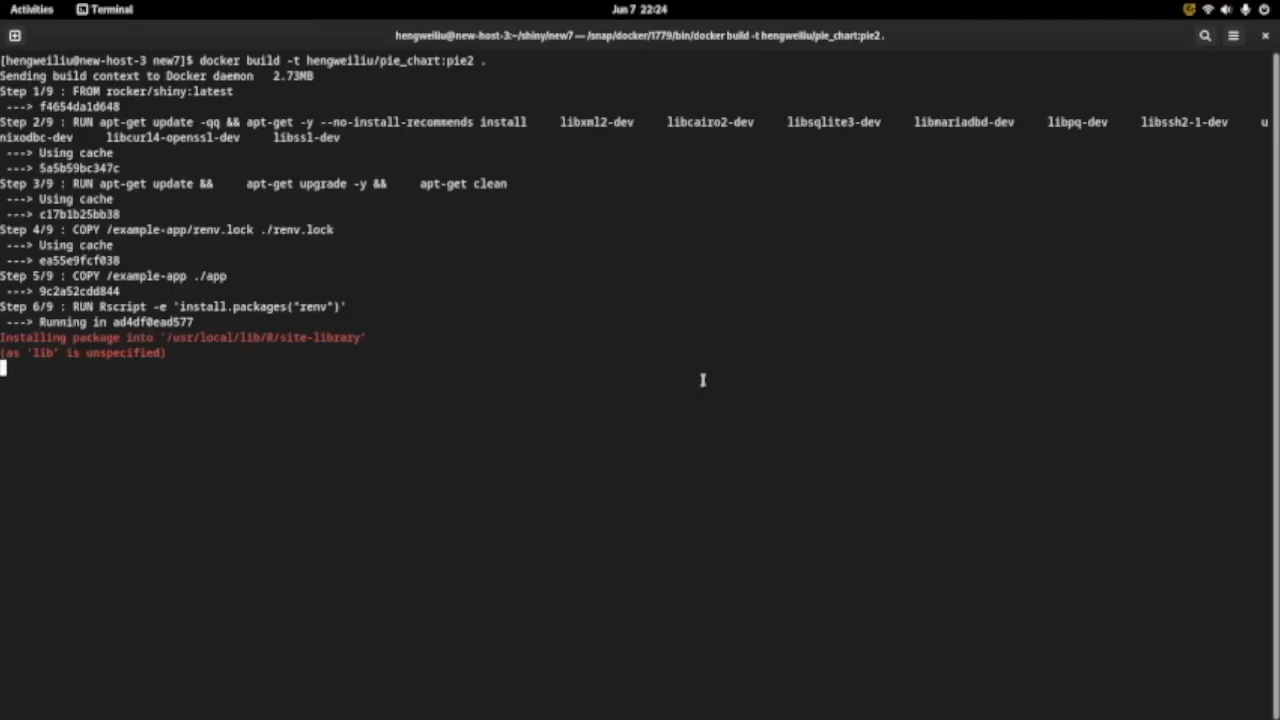 Activities Terminal Jun 7 22:24
hengweiliu@new-host-3:~/shiny/new7 — /snap/docker/1779/bin/docker build -t hengweiliu/pie_chart:pie2 .
[hengweiliu@new-host-3 new7]$ docker build -t hengweiliu/pie_chart:pie2 .
Sending build context to Docker daemon 2.73MB
Step 1/9 : FROM rocker/shiny:latest
---> f4654da1d648
Step 2/9 : RUN apt-get update -qq && apt-get -y --no-install-recommends install libxml2-dev libcairo2-dev libsqlite3-dev libmariadbd-dev libpq-dev libssh2-1-dev u
nixodbc-dev libcurl4-openssl-dev libssl-dev
---> Using cache
---> 5a5b59bc347c
Step 3/9 : RUN apt-get update && apt-get upgrade -y && apt-get clean
---> Using cache
---> c17b1b25bb38
Step 4/9 : COPY /example-app/renv.lock ./renv.lock
---> Using cache
---> ea55e9fcf038
Step 5/9 : COPY /example-app ./app
---> 9c2a52cdd844
Step 6/9 : RUN Rscript -e 'install.packages("renv")'
---> Running in ad4df0ead577
Installing package into '/usr/local/lib/R/site-library'
(as 'lib' is unspecified)